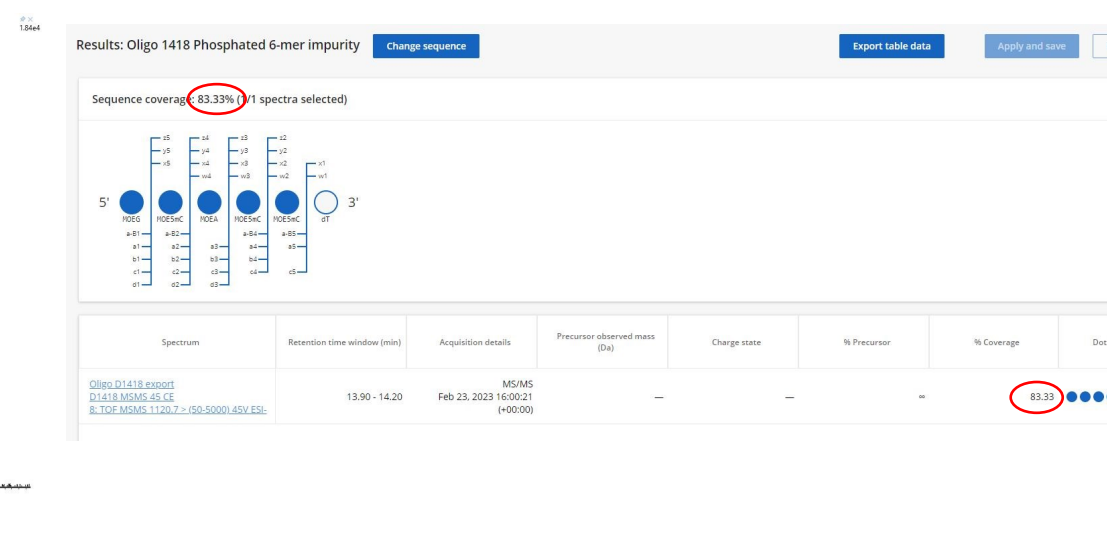 1.84e4
Results: Oligo 1418 Phosphated 6-mer impurity
Change sequence
Export table data
Apply and save
Sequence coverage: 83.33% (1/1 spectra selected)
z5 z4 z3 z2
y5 y4 y3 y2
x5 x4 x3 x2 x1
w4 w3 w2 w1
5' 3'
MOEG MOE5mC MOEA MOE5mC MOE5mC dT
a-B1 a-B2 a-B4 a-B5
a1 a2 a3 a4 a5
b1 b2 b3 b4
c1 c2 c3 c4 c5
d1 d2 d3
Spectrum
Retention time window (min)
Acquisition details
Precursor observed mass
(Da)
Charge state
% Precursor
% Coverage
Dot
Oligo D1418 export
D1418 MSMS 45 CE
8: TOF MSMS 1120.7 > (50-5000) 45V ESI-
13.90 - 14.20
MS/MS
Feb 23, 2023 16:00:21
(+00:00)
—
—
∞
83.33